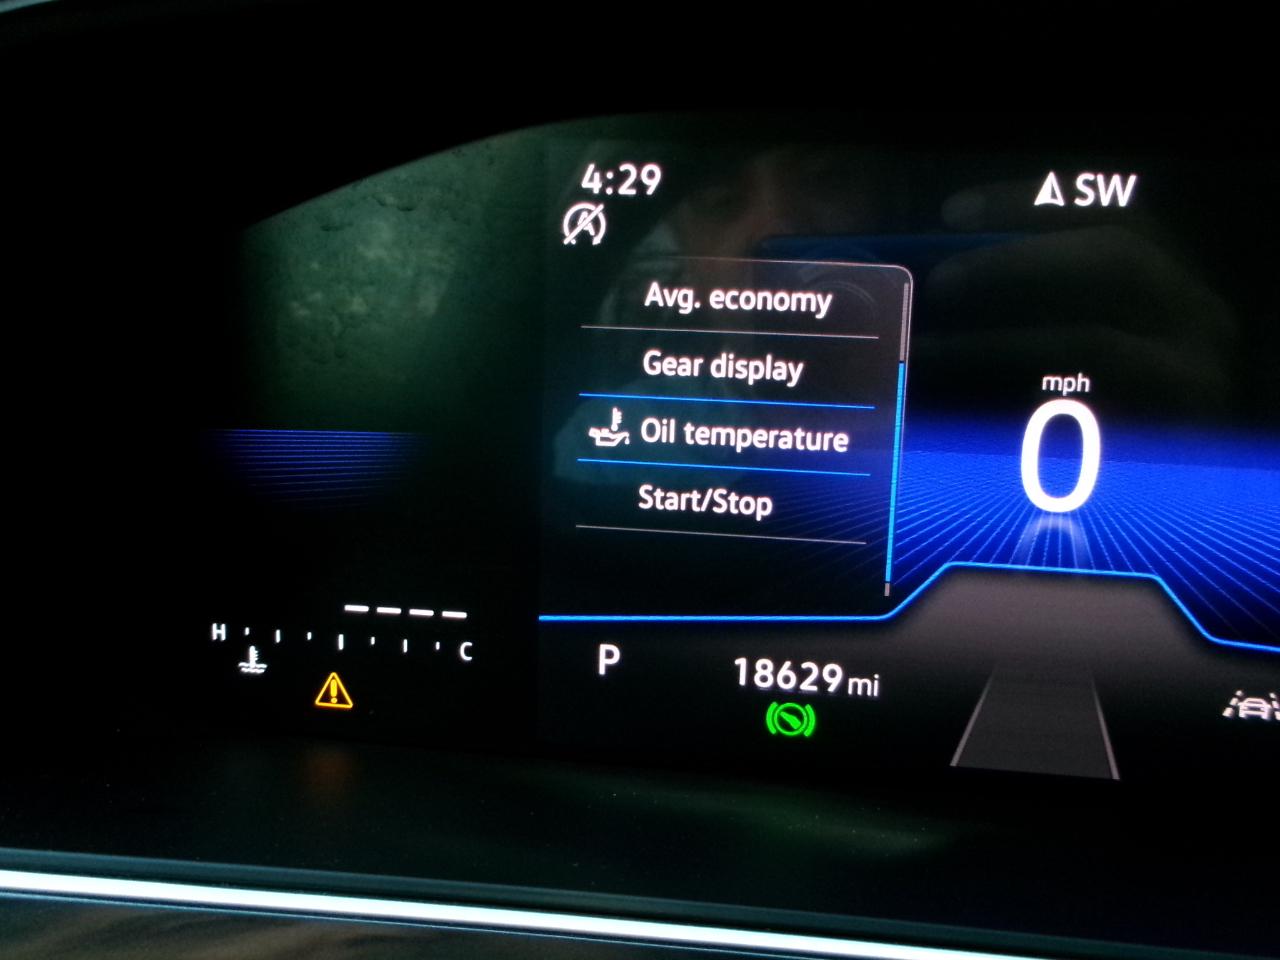 4:29
SW
Avg. economy
Gear display
Oil temperature
Start/Stop
mph
0
H
C
P
18629 mi